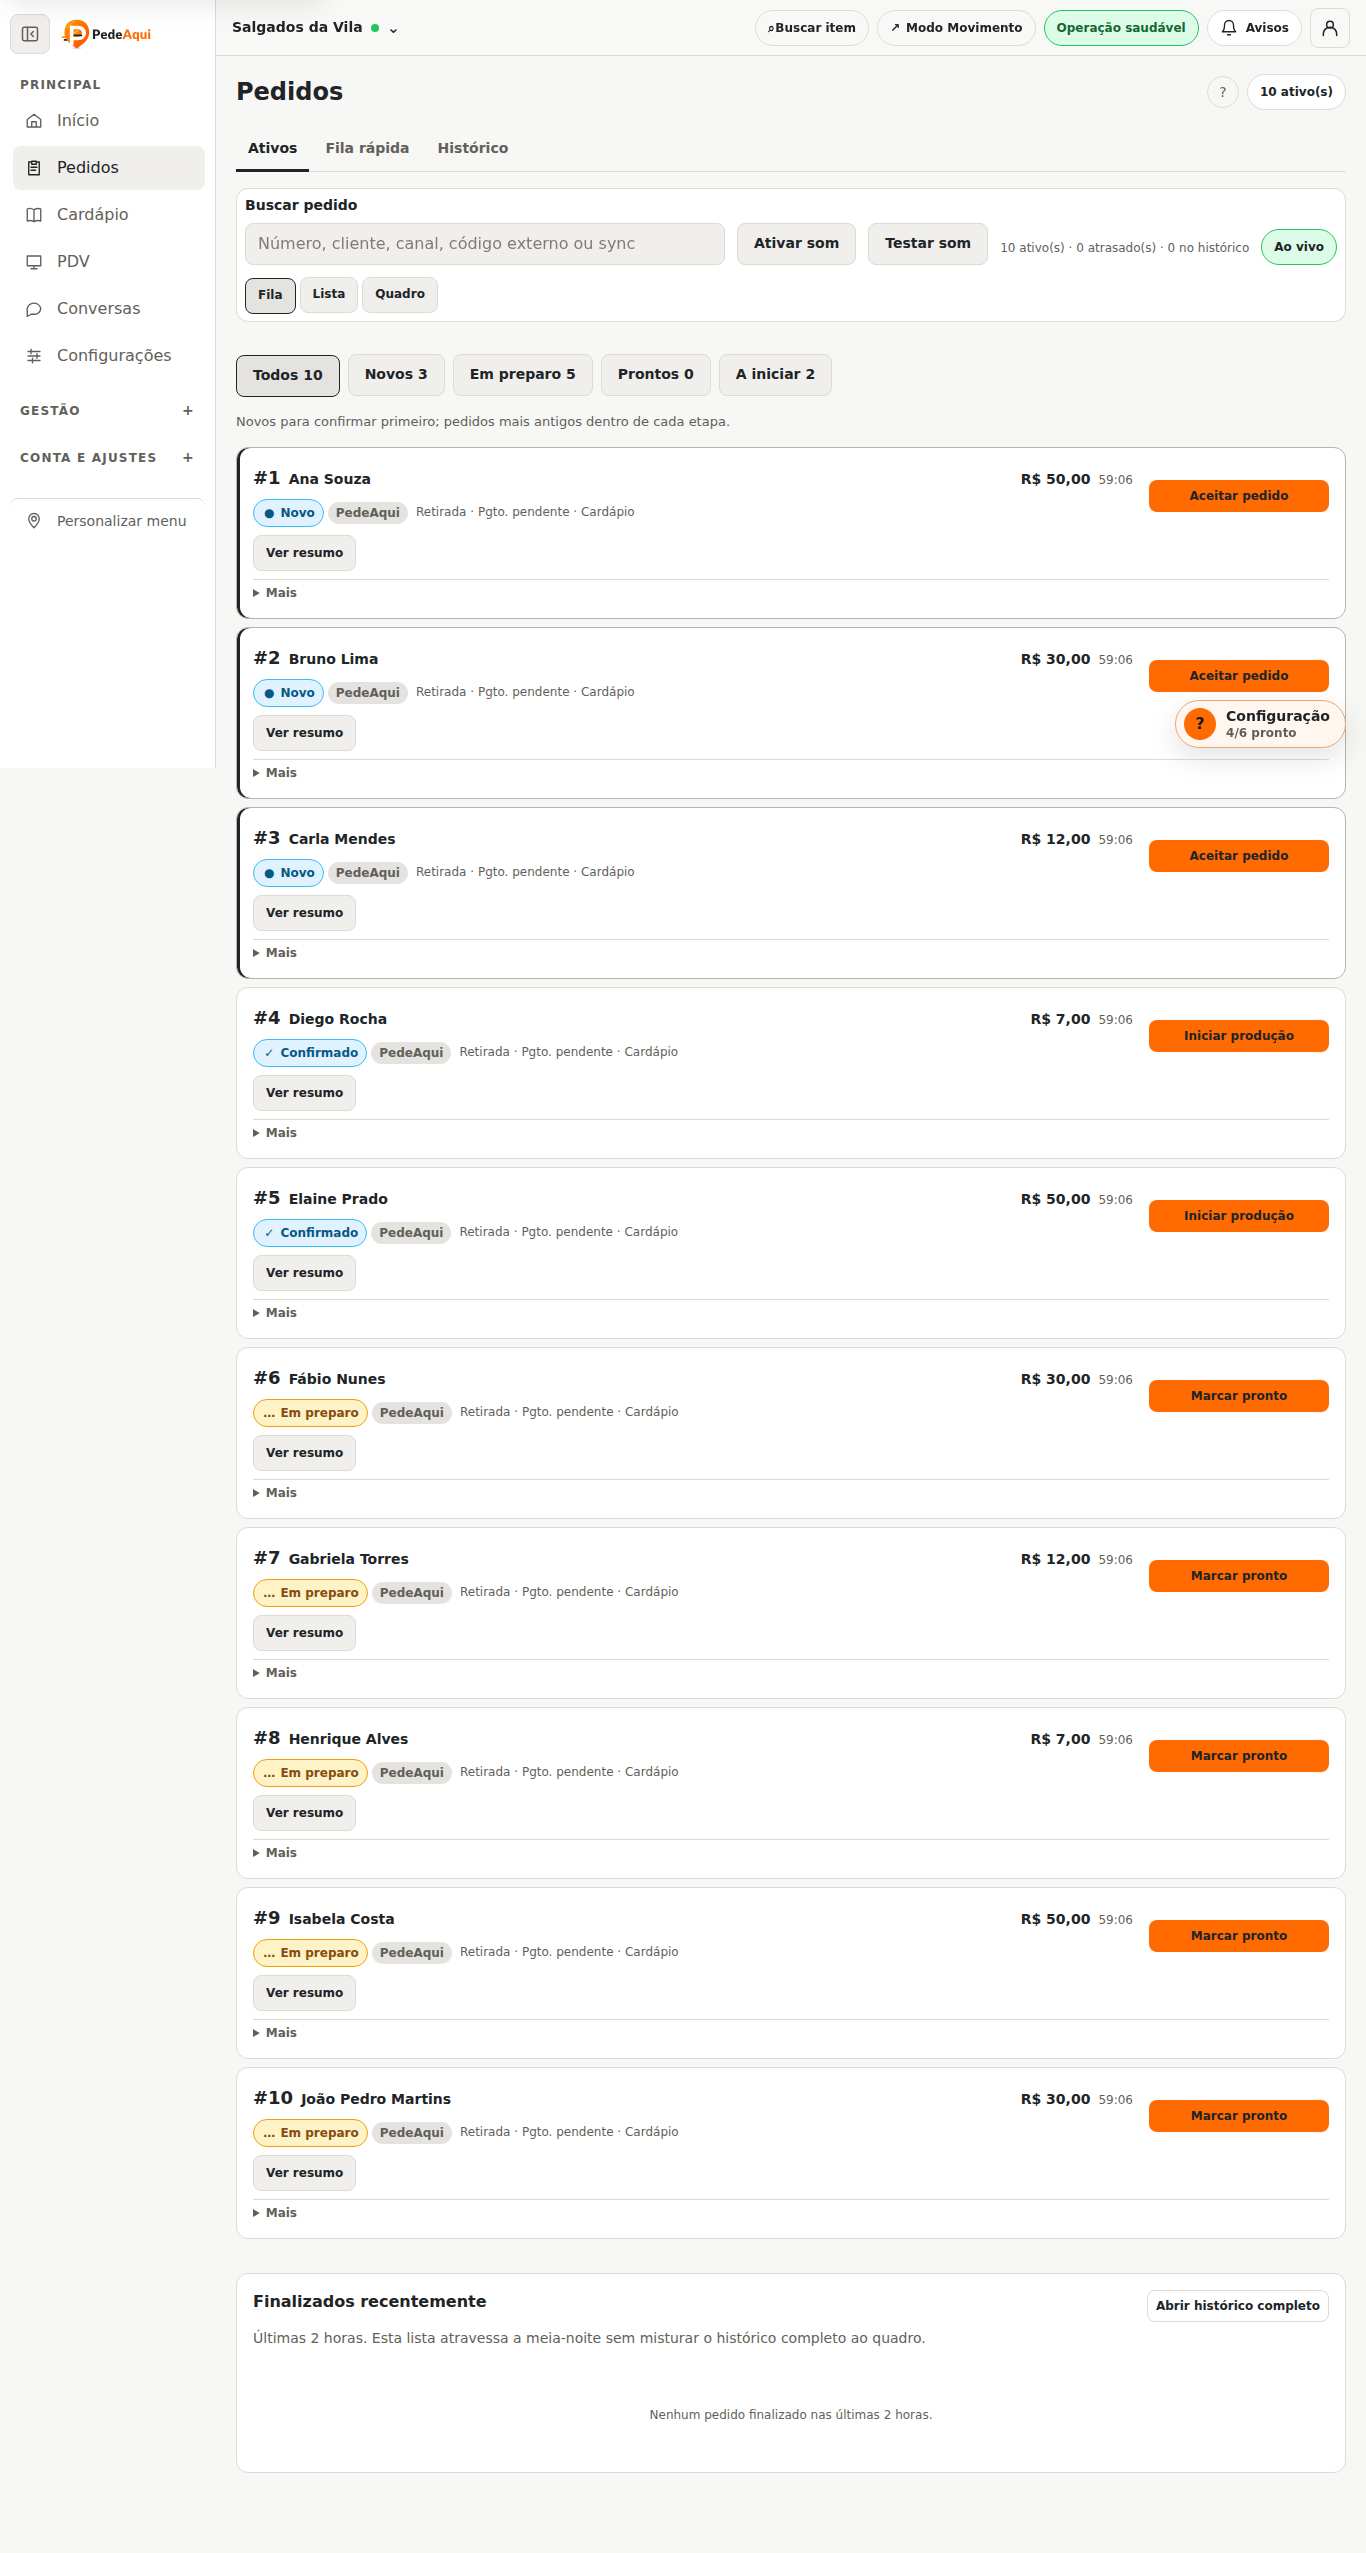 PedeAqui
Salgados da Vila
Buscar item
Modo Movimento
Operação saudável
Avisos
PRINCIPAL
Início
Pedidos
Cardápio
PDV
Conversas
Configurações
GESTÃO +
CONTA E AJUSTES +
Personalizar menu
Pedidos
?
10 ativo(s)
Ativos
Fila rápida
Histórico
Buscar pedido
Número, cliente, canal, código externo ou sync
Ativar som
Testar som
10 ativo(s) · 0 atrasado(s) · 0 no histórico
Ao vivo
Fila
Lista
Quadro
Todos 10
Novos 3
Em preparo 5
Prontos 0
A iniciar 2
Novos para confirmar primeiro; pedidos mais antigos dentro de cada etapa.
#1 Ana Souza R$ 50,00 59:06
Aceitar pedido
● Novo PedeAqui Retirada · Pgto. pendente · Cardápio
Ver resumo
Mais
#2 Bruno Lima R$ 30,00 59:06
Aceitar pedido
● Novo PedeAqui Retirada · Pgto. pendente · Cardápio
Ver resumo
Mais
? Configuração
4/6 pronto
#3 Carla Mendes R$ 12,00 59:06
Aceitar pedido
● Novo PedeAqui Retirada · Pgto. pendente · Cardápio
Ver resumo
Mais
#4 Diego Rocha R$ 7,00 59:06
Iniciar produção
✓ Confirmado PedeAqui Retirada · Pgto. pendente · Cardápio
Ver resumo
Mais
#5 Elaine Prado R$ 50,00 59:06
Iniciar produção
✓ Confirmado PedeAqui Retirada · Pgto. pendente · Cardápio
Ver resumo
Mais
#6 Fábio Nunes R$ 30,00 59:06
Marcar pronto
… Em preparo PedeAqui Retirada · Pgto. pendente · Cardápio
Ver resumo
Mais
#7 Gabriela Torres R$ 12,00 59:06
Marcar pronto
… Em preparo PedeAqui Retirada · Pgto. pendente · Cardápio
Ver resumo
Mais
#8 Henrique Alves R$ 7,00 59:06
Marcar pronto
… Em preparo PedeAqui Retirada · Pgto. pendente · Cardápio
Ver resumo
Mais
#9 Isabela Costa R$ 50,00 59:06
Marcar pronto
… Em preparo PedeAqui Retirada · Pgto. pendente · Cardápio
Ver resumo
Mais
#10 João Pedro Martins R$ 30,00 59:06
Marcar pronto
… Em preparo PedeAqui Retirada · Pgto. pendente · Cardápio
Ver resumo
Mais
Finalizados recentemente
Abrir histórico completo
Últimas 2 horas. Esta lista atravessa a meia-noite sem misturar o histórico completo ao quadro.
Nenhum pedido finalizado nas últimas 2 horas.